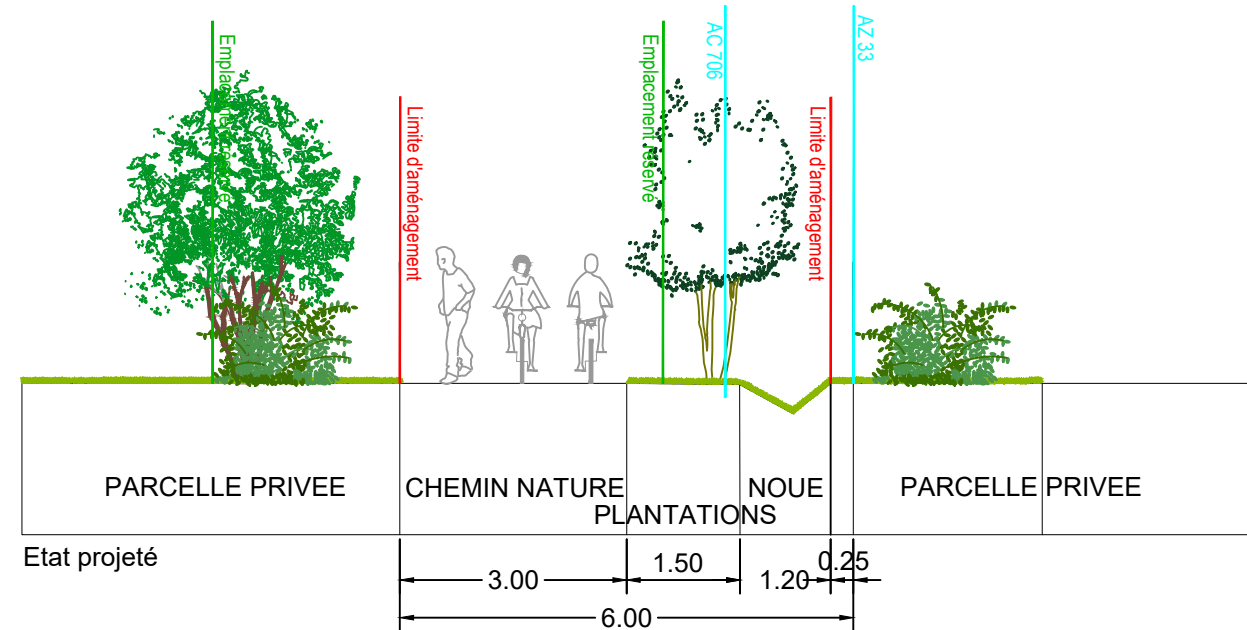 Emplacement réservé
Limite d'aménagement
Emplacement réservé
AC 706
Limite d'aménagement
AZ 33
PARCELLE PRIVEE
CHEMIN NATURE
PLANTATIONS
NOUE
PARCELLE PRIVEE
Etat projeté
3.00
1.50
1.20
0.25
6.00